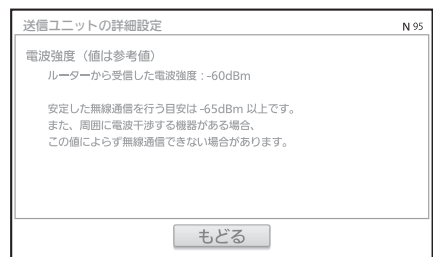 送信ユニットの詳細設定 N 95
電波強度（値は参考値）
ルーターから受信した電波強度 : -60dBm
安定した無線通信を行う目安は -65dBm 以上です。
また、周囲に電波干渉する機器がある場合、
この値によらず無線通信できない場合があります。
もどる